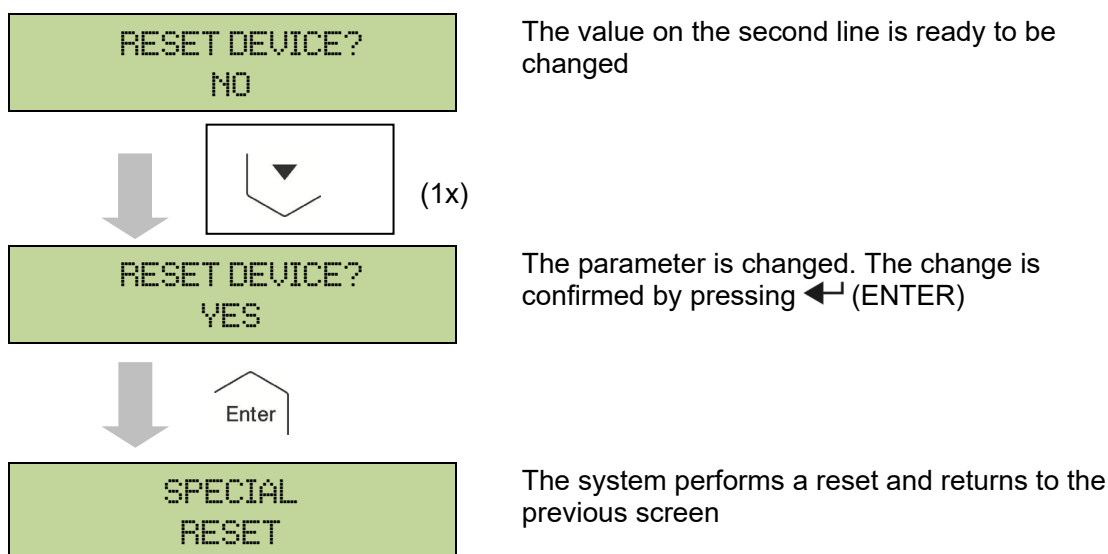 RESET DEVICE?
NO
The value on the second line is ready to be
changed
(1x)
RESET DEVICE?
YES
The parameter is changed. The change is
confirmed by pressing (ENTER)
Enter
SPECIAL
RESET
The system performs a reset and returns to the
previous screen